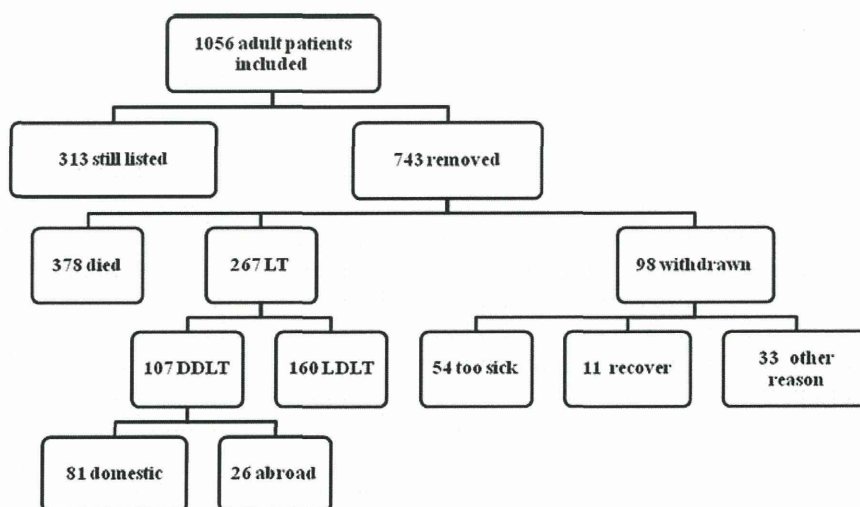 1056 adult patients
included
313 still listed
743 removed
378 died
267 LT
98 withdrawn
107 DDLT
160 LDLT
54 too sick
11 recover
33 other
reason
81 domestic
26 abroad